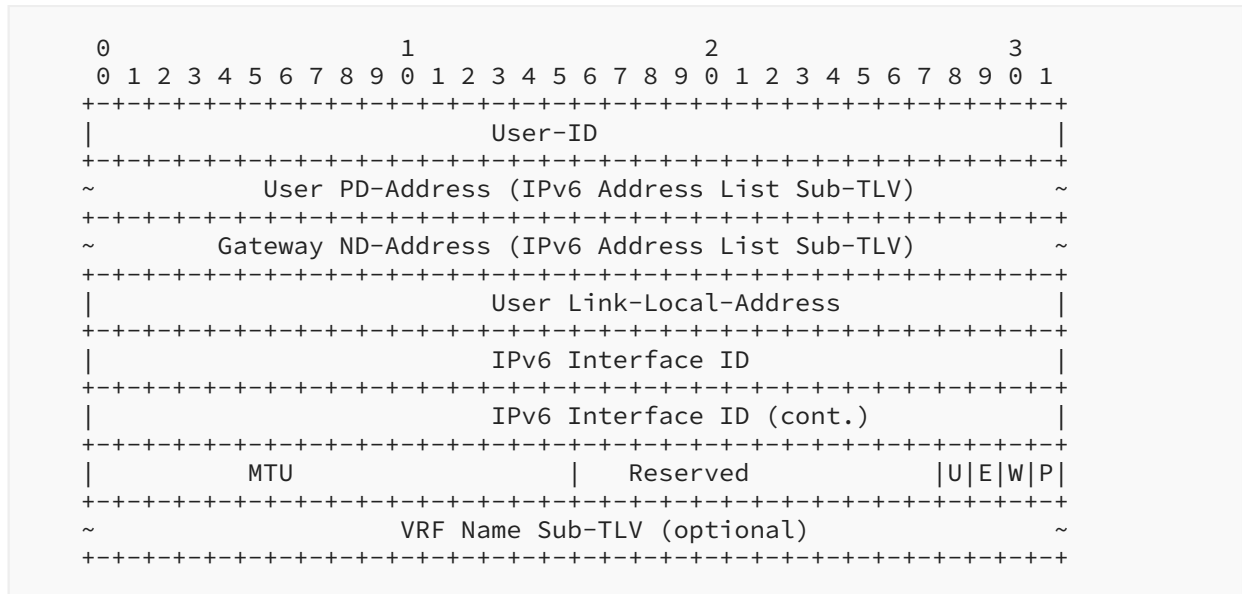 0                   1                   2                   3
 0 1 2 3 4 5 6 7 8 9 0 1 2 3 4 5 6 7 8 9 0 1 2 3 4 5 6 7 8 9 0 1
+-+-+-+-+-+-+-+-+-+-+-+-+-+-+-+-+-+-+-+-+-+-+-+-+-+-+-+-+-+-+-+-+
|                          User-ID                              |
+-+-+-+-+-+-+-+-+-+-+-+-+-+-+-+-+-+-+-+-+-+-+-+-+-+-+-+-+-+-+-+-+
~           User PD-Address (IPv6 Address List Sub-TLV)         ~
+-+-+-+-+-+-+-+-+-+-+-+-+-+-+-+-+-+-+-+-+-+-+-+-+-+-+-+-+-+-+-+-+
~        Gateway ND-Address (IPv6 Address List Sub-TLV)         ~
+-+-+-+-+-+-+-+-+-+-+-+-+-+-+-+-+-+-+-+-+-+-+-+-+-+-+-+-+-+-+-+-+
|                          User Link-Local-Address              |
+-+-+-+-+-+-+-+-+-+-+-+-+-+-+-+-+-+-+-+-+-+-+-+-+-+-+-+-+-+-+-+-+
|                          IPv6 Interface ID                    |
+-+-+-+-+-+-+-+-+-+-+-+-+-+-+-+-+-+-+-+-+-+-+-+-+-+-+-+-+-+-+-+-+
|                          IPv6 Interface ID (cont.)            |
+-+-+-+-+-+-+-+-+-+-+-+-+-+-+-+-+-+-+-+-+-+-+-+-+-+-+-+-+-+-+-+-+
|          MTU                  |   Reserved            |U|E|W|P|
+-+-+-+-+-+-+-+-+-+-+-+-+-+-+-+-+-+-+-+-+-+-+-+-+-+-+-+-+-+-+-+-+
~                    VRF Name Sub-TLV (optional)                ~
+-+-+-+-+-+-+-+-+-+-+-+-+-+-+-+-+-+-+-+-+-+-+-+-+-+-+-+-+-+-+-+-+